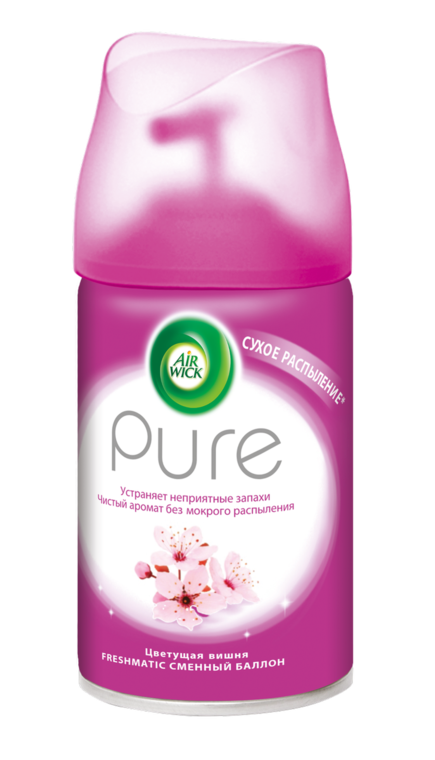 AIR
WICK
СУХОЕ РАСПЫЛЕНИЕ*
Pure
Устраняет неприятные запахи
Чистый аромат без мокрого распыления
Цветущая вишня
FRESHMATIC СМЕННЫЙ БАЛЛОН